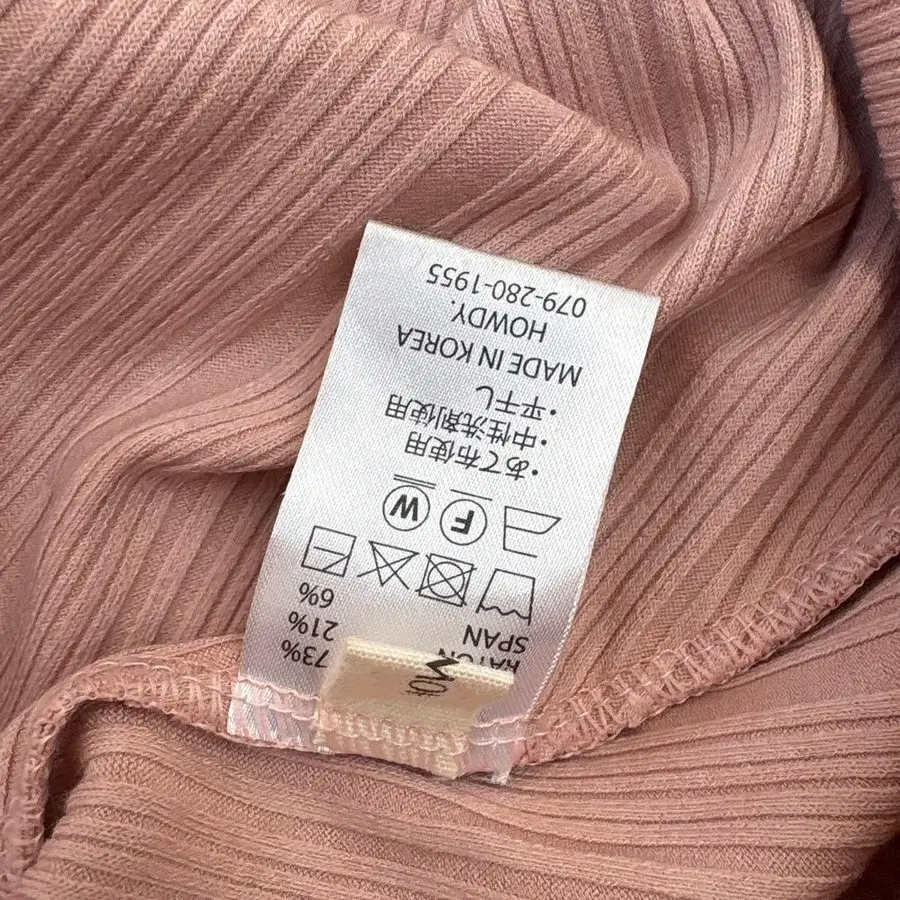 73%
RAYON 21%
SPAN 6%
F W
・あて布使用
・中性洗剤使用
・平干し
MADE IN KOREA
HOWDY.
079-280-1955